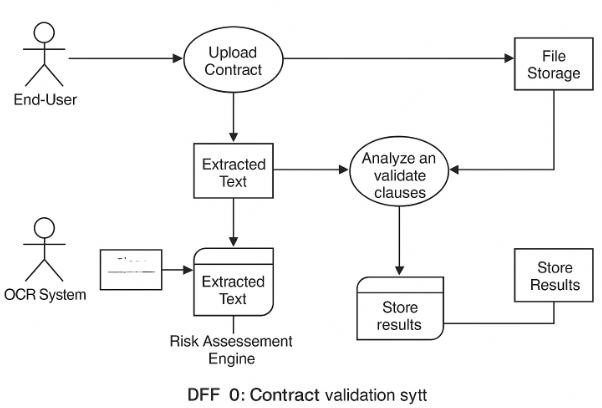 Upload
Contract
File
Storage
End-User
Extracted
Text
Analyze an
validate
clauses
OCR System
Extracted
Text
Store
results
Store
Results
Risk Assessement
Engine
DFF 0: Contract validation sytt